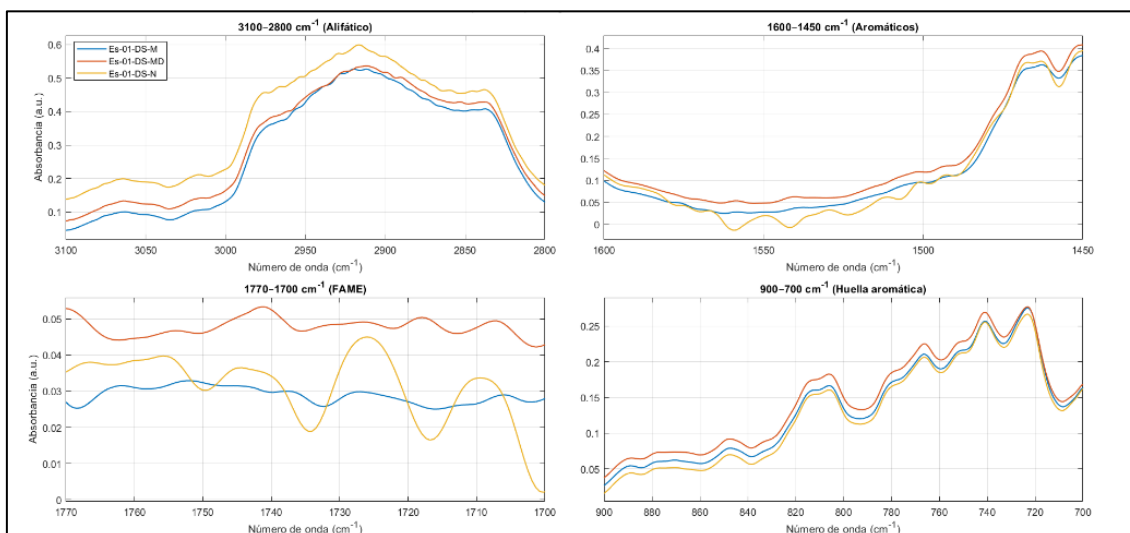 3100–2800 cm⁻¹ (Alifático)
0.6
0.5
0.4
0.3
0.2
0.1
Absorbancia (a.u.)
Es-01-DS-M
Es-01-DS-MD
Es-01-DS-N
3100 3050 3000 2950 2900 2850 2800
Número de onda (cm⁻¹)
1600–1450 cm⁻¹ (Aromáticos)
0.4
0.35
0.3
0.25
0.2
0.15
0.1
0.05
0
1600 1550 1500 1450
Número de onda (cm⁻¹)
1770–1700 cm⁻¹ (FAME)
0.05
0.04
0.03
0.02
0.01
0
Absorbancia (a.u.)
1770 1760 1750 1740 1730 1720 1710 1700
Número de onda (cm⁻¹)
900–700 cm⁻¹ (Huella aromática)
0.25
0.2
0.15
0.1
0.05
900 880 860 840 820 800 780 760 740 720 700
Número de onda (cm⁻¹)